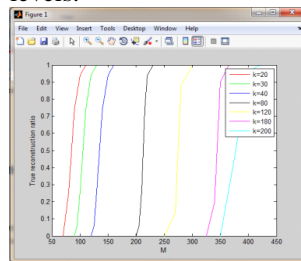 levels.
Figure 1
File Edit View Insert Tools Desktop Window Help
k=20
k=30
k=40
k=80
k=120
k=180
k=200
True reconstruction ratio
1
0.9
0.8
0.7
0.6
0.5
0.4
0.3
0.2
0.1
0
50 100 150 200 250 300 350 400 450
M